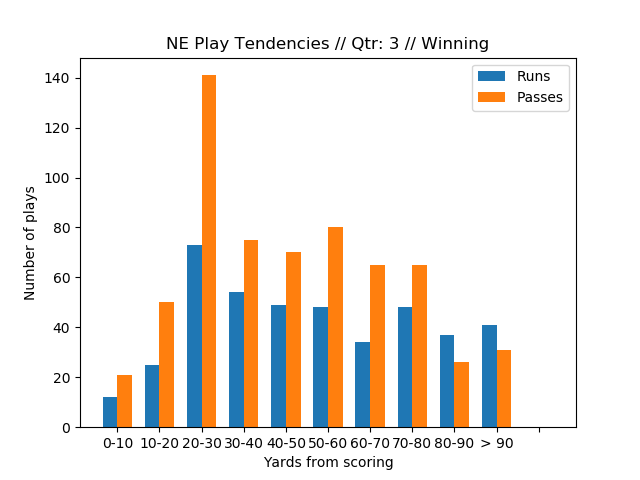 NE Play Tendencies // Qtr: 3 // Winning
Runs
Passes
Number of plays
140
120
100
80
60
40
20
0
0-10 10-20 20-30 30-40 40-50 50-60 60-70 70-80 80-90 > 90
Yards from scoring